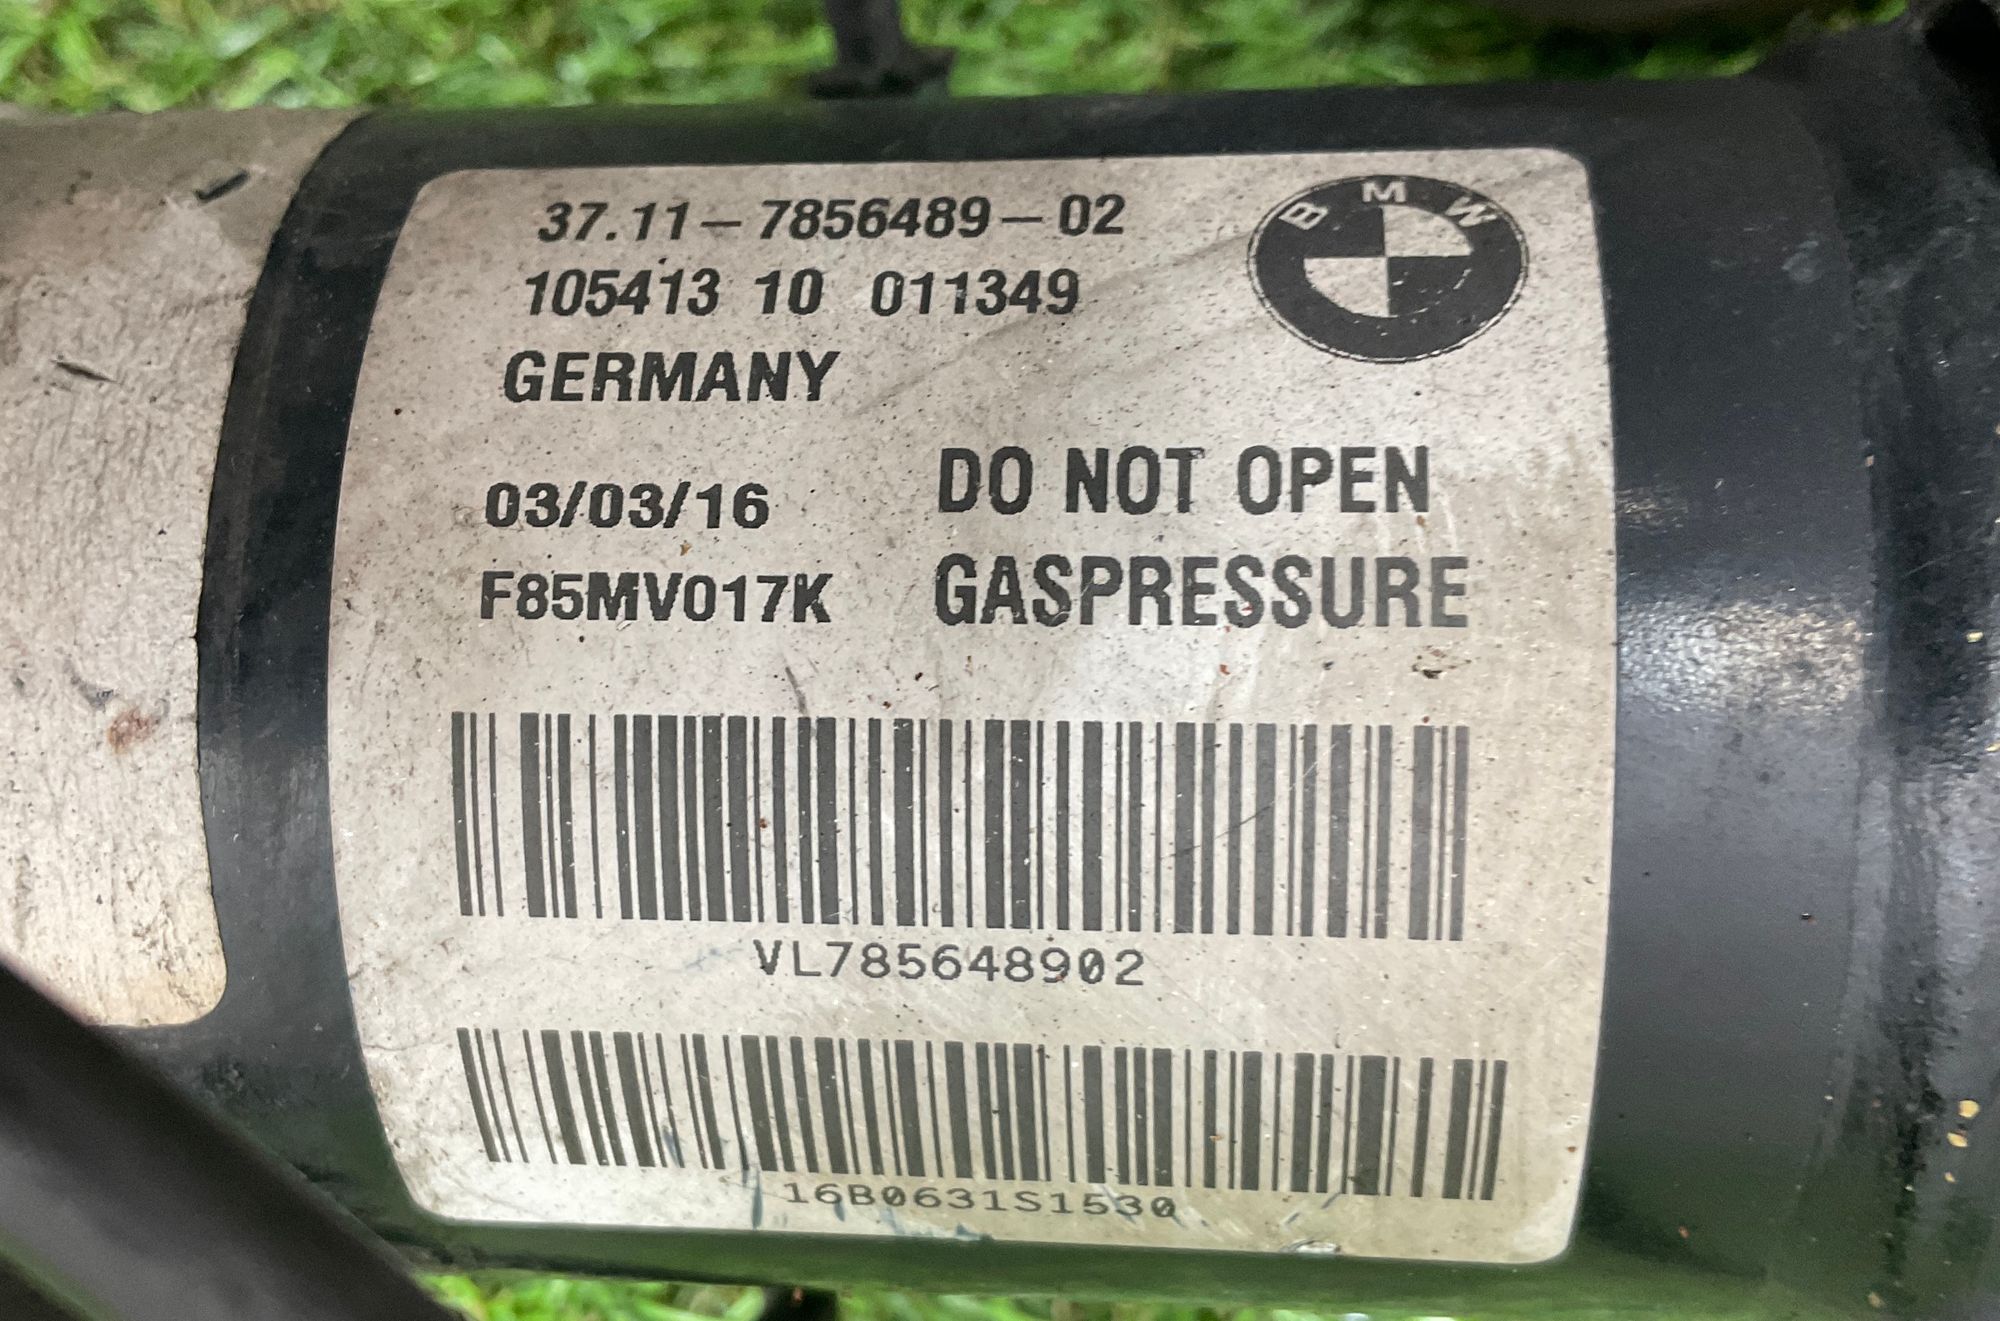 37.11-7856489-02
105413 10 011349
GERMANY
BMW
03/03/16
DO NOT OPEN
F85MV017K
GASPRESSURE
VL785648902
16B0631S1530